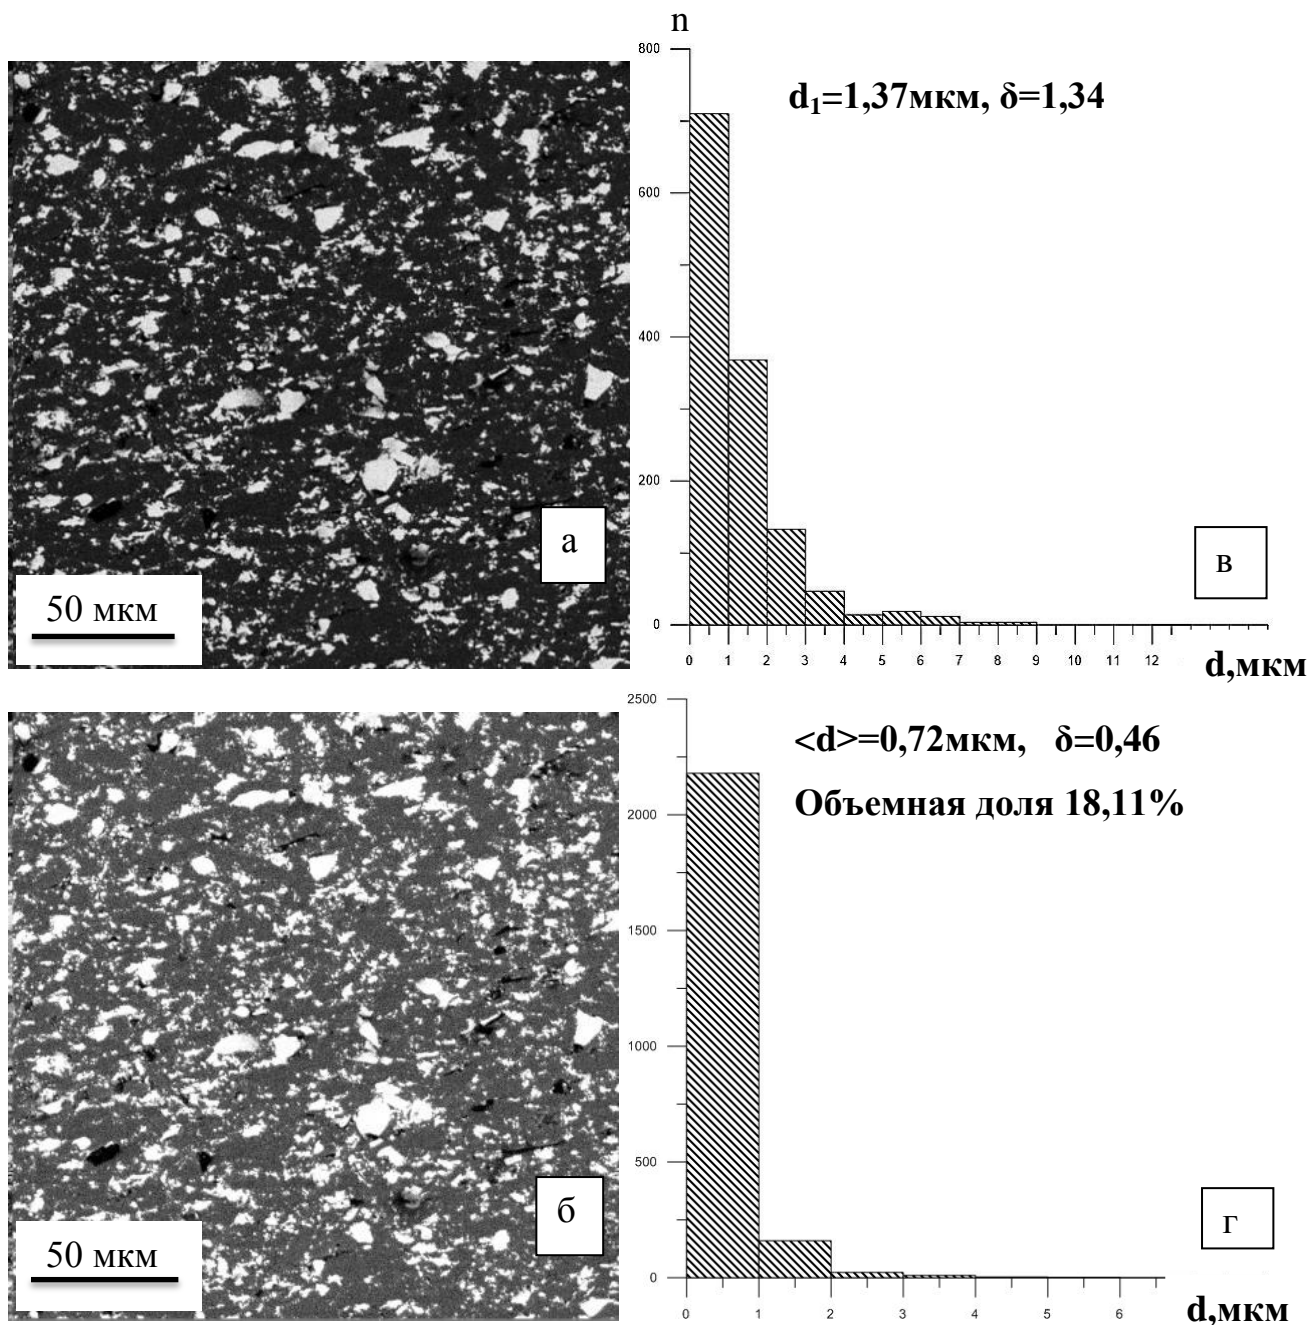 а
50 мкм
n
d₁=1,37мкм, δ=1,34
800
600
400
200
0
0 1 2 3 4 5 6 7 8 9 10 11 12
d,мкм
в
б
50 мкм
<d>=0,72мкм, δ=0,46
Объемная доля 18,11%
2500
2000
1500
1000
500
0
0 1 2 3 4 5 6
d,мкм
г